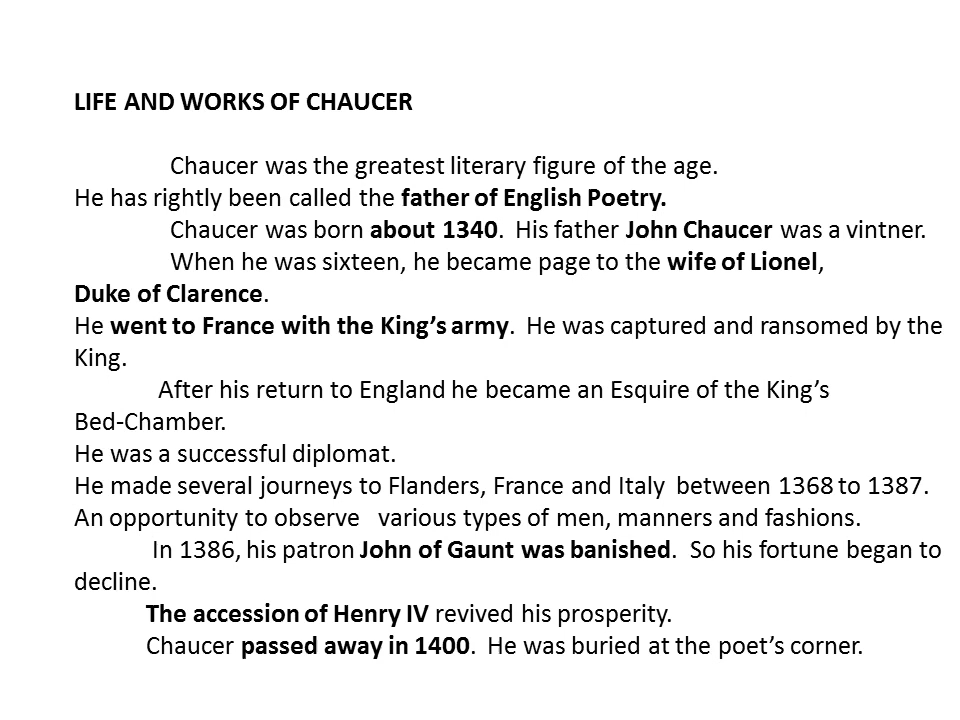 LIFE AND WORKS OF CHAUCER
Chaucer was the greatest literary figure of the age.
He has rightly been called the father of English Poetry.
Chaucer was born about 1340. His father John Chaucer was a vintner.
When he was sixteen, he became page to the wife of Lionel,
Duke of Clarence.
He went to France with the King’s army. He was captured and ransomed by the
King.
After his return to England he became an Esquire of the King’s
Bed-Chamber.
He was a successful diplomat.
He made several journeys to Flanders, France and Italy between 1368 to 1387.
An opportunity to observe various types of men, manners and fashions.
In 1386, his patron John of Gaunt was banished. So his fortune began to
decline.
The accession of Henry IV revived his prosperity.
Chaucer passed away in 1400. He was buried at the poet’s corner.